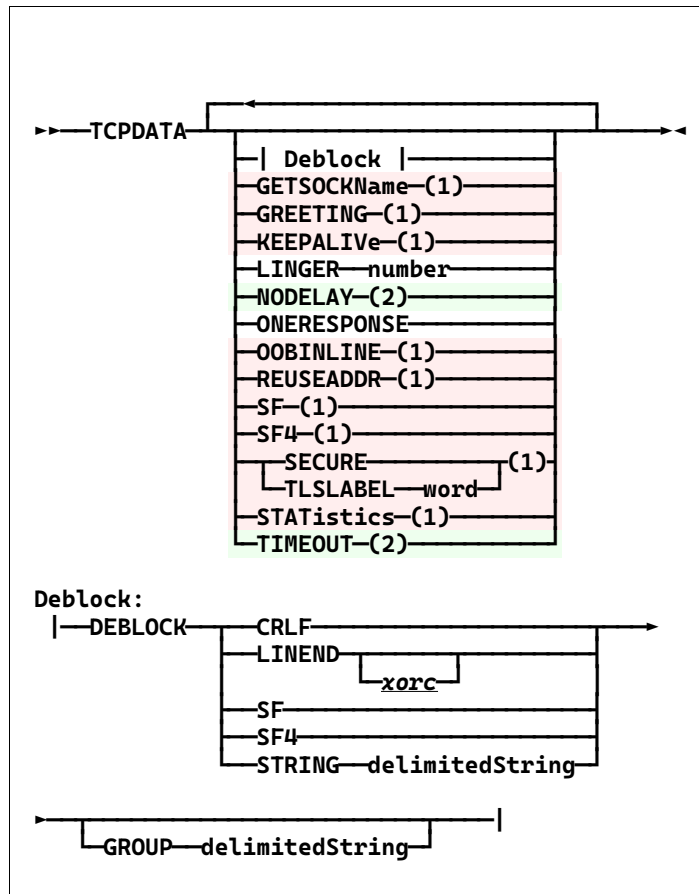 TCPDATA
| Deblock |
GETSOCKName (1)
GREETING (1)
KEEPALIVe (1)
LINGER number
NODELAY (2)
ONERESPONSE
OOBINLINE (1)
REUSEADDR (1)
SF (1)
SF4 (1)
SECURE (1)
TLSLABEL word
STATistics (1)
TIMEOUT (2)
Deblock:
DEBLOCK CRLF
LINEND
xorc
SF
SF4
STRING delimitedString
GROUP delimitedString